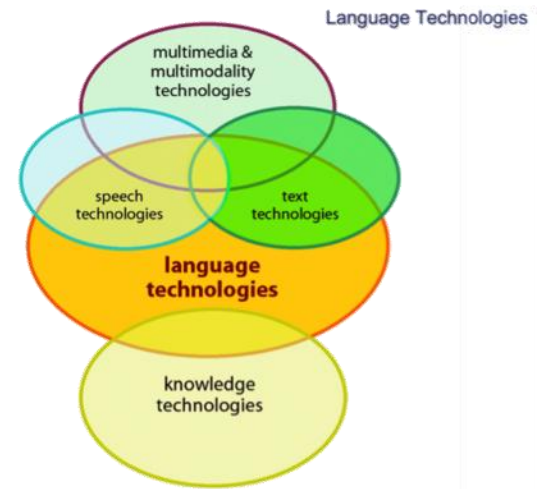 Language Technologies
multimedia &
multimodality
technologies
speech
technologies
text
technologies
language
technologies
knowledge
technologies